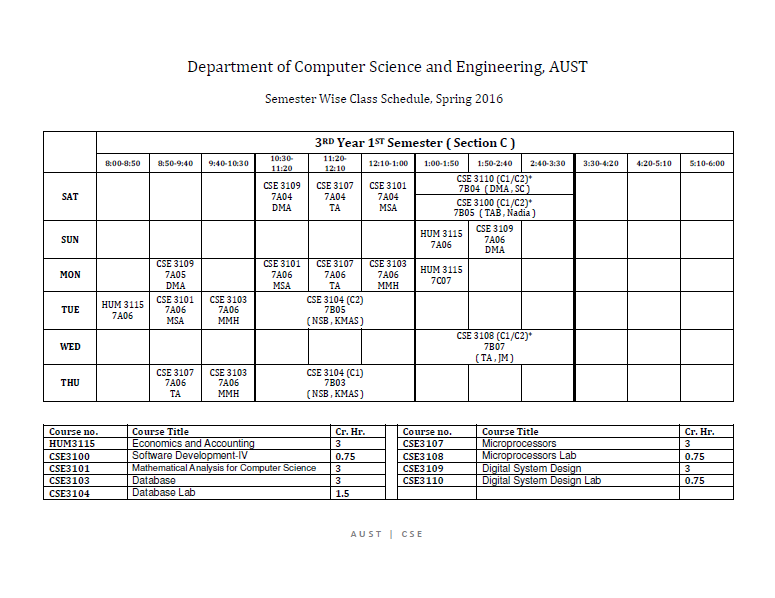 Department of Computer Science and Engineering, AUST
Semester Wise Class Schedule, Spring 2016
3RD Year 1ST Semester ( Section C )
8:00-8:50 8:50-9:40 9:40-10:30 10:30-11:20 11:20-12:10 12:10-1:00 1:00-1:50 1:50-2:40 2:40-3:30 3:30-4:20 4:20-5:10 5:10-6:00
SAT
CSE 3109
7A04
DMA
CSE 3107
7A04
TA
CSE 3101
7A04
MSA
CSE 3110 (C1/C2)*
7B04 ( DMA , SC )
CSE 3100 (C1/C2)*
7B05 ( TAB , Nadia )
SUN
HUM 3115
7A06
CSE 3109
7A06
DMA
MON
CSE 3109
7A05
DMA
CSE 3101
7A06
MSA
CSE 3107
7A06
TA
CSE 3103
7A06
MMH
HUM 3115
7C07
TUE
HUM 3115
7A06
CSE 3101
7A06
MSA
CSE 3103
7A06
MMH
CSE 3104 (C2)
7B05
( NSB , KMAS )
WED
CSE 3108 (C1/C2)*
7B07
( TA , JM )
THU
CSE 3107
7A06
TA
CSE 3103
7A06
MMH
CSE 3104 (C1)
7B03
( NSB , KMAS )
Course no. Course Title Cr. Hr.
HUM3115 Economics and Accounting 3
CSE3100 Software Development-IV 0.75
CSE3101 Mathematical Analysis for Computer Science 3
CSE3103 Database 3
CSE3104 Database Lab 1.5
Course no. Course Title Cr. Hr.
CSE3107 Microprocessors 3
CSE3108 Microprocessors Lab 0.75
CSE3109 Digital System Design 3
CSE3110 Digital System Design Lab 0.75
AUST | CSE